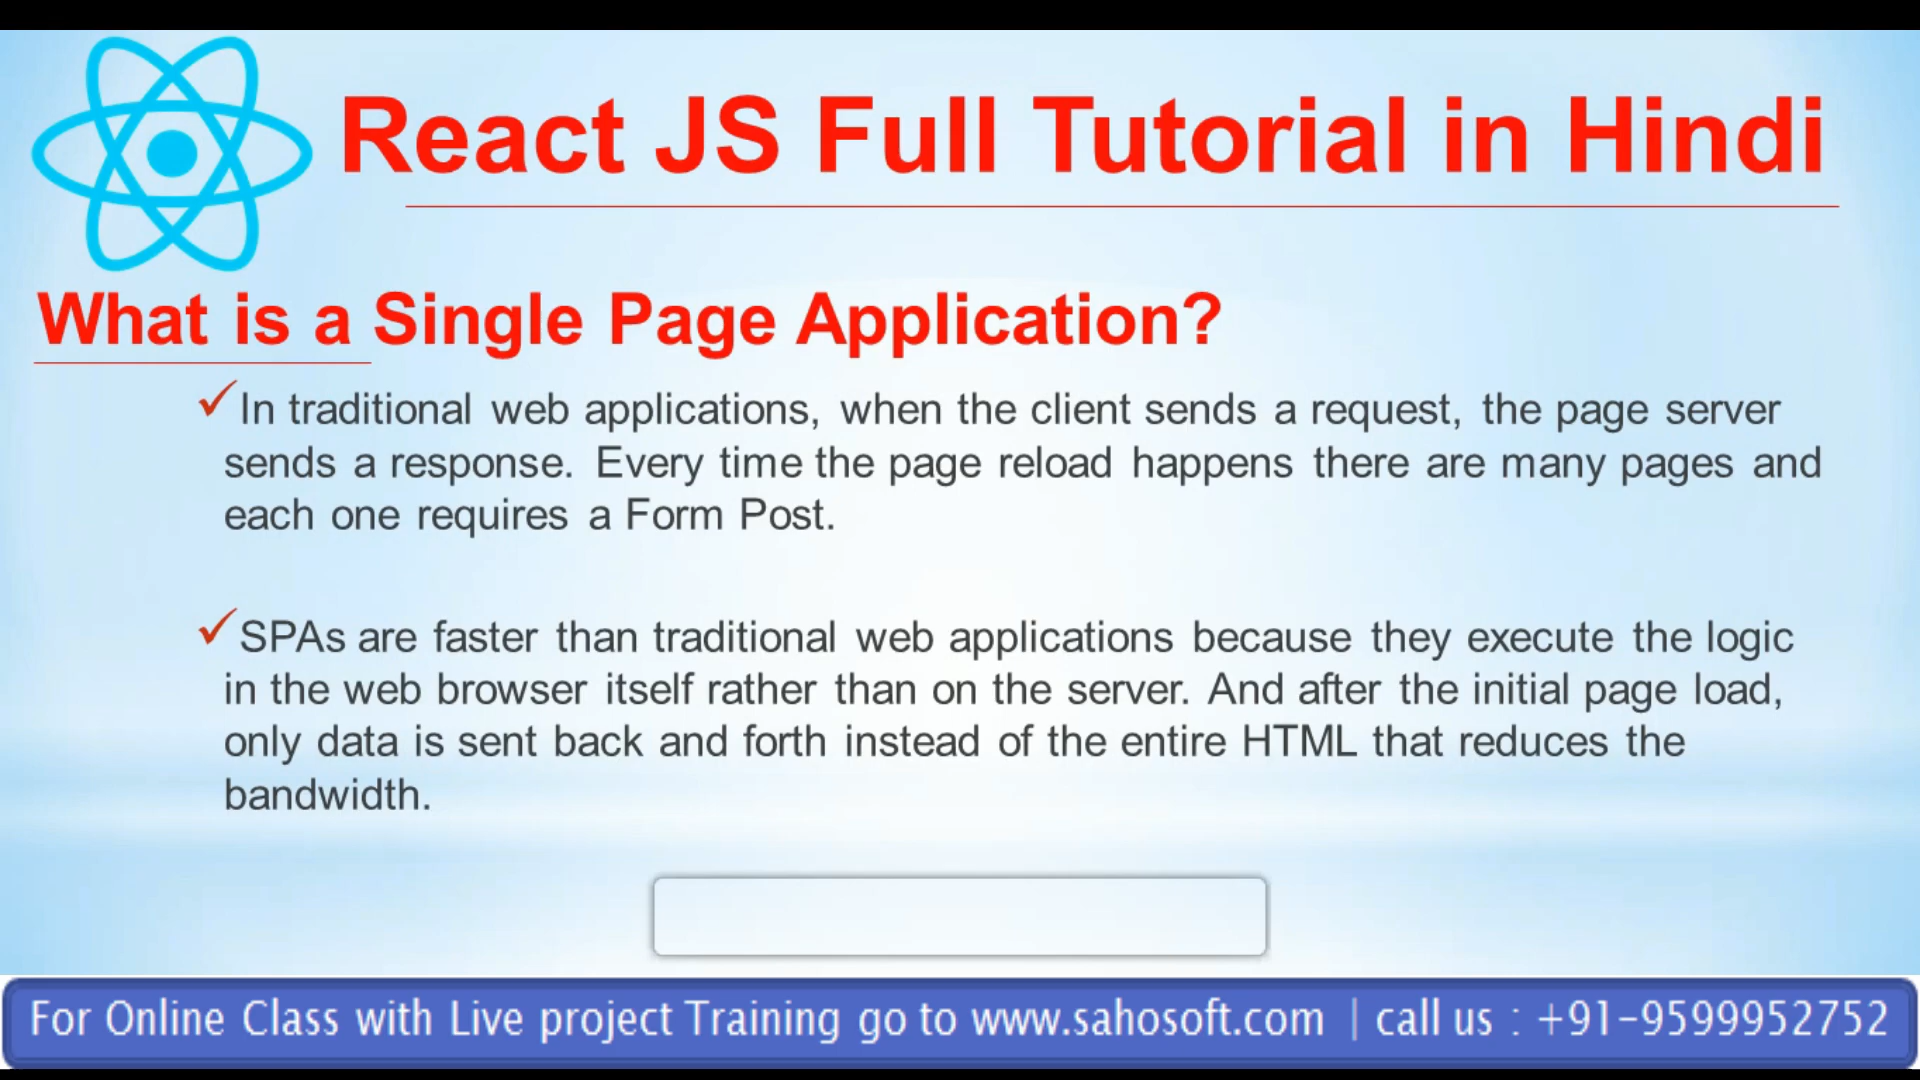 React JS Full Tutorial in Hindi
What is a Single Page Application?
✓In traditional web applications, when the client sends a request, the page server
sends a response. Every time the page reload happens there are many pages and
each one requires a Form Post.
✓SPAs are faster than traditional web applications because they execute the logic
in the web browser itself rather than on the server. And after the initial page load,
only data is sent back and forth instead of the entire HTML that reduces the
bandwidth.
For Online Class with Live project Training go to www.sahosoft.com | call us : +91-9599952752